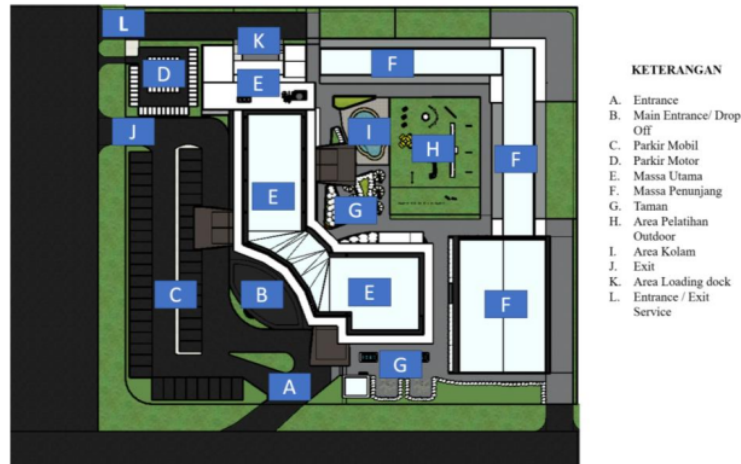 L
K
D
E
F
J
I
H
F
E
G
C
B
E
F
G
A
KETERANGAN
A. Entrance
B. Main Entrance/ Drop
Off
C. Parkir Mobil
D. Parkir Motor
E. Massa Utama
F. Massa Penunjang
G. Taman
H. Area Pelatihan
Outdoor
I. Area Kolam
J. Exit
K. Area Loading dock
L. Entrance / Exit
Service